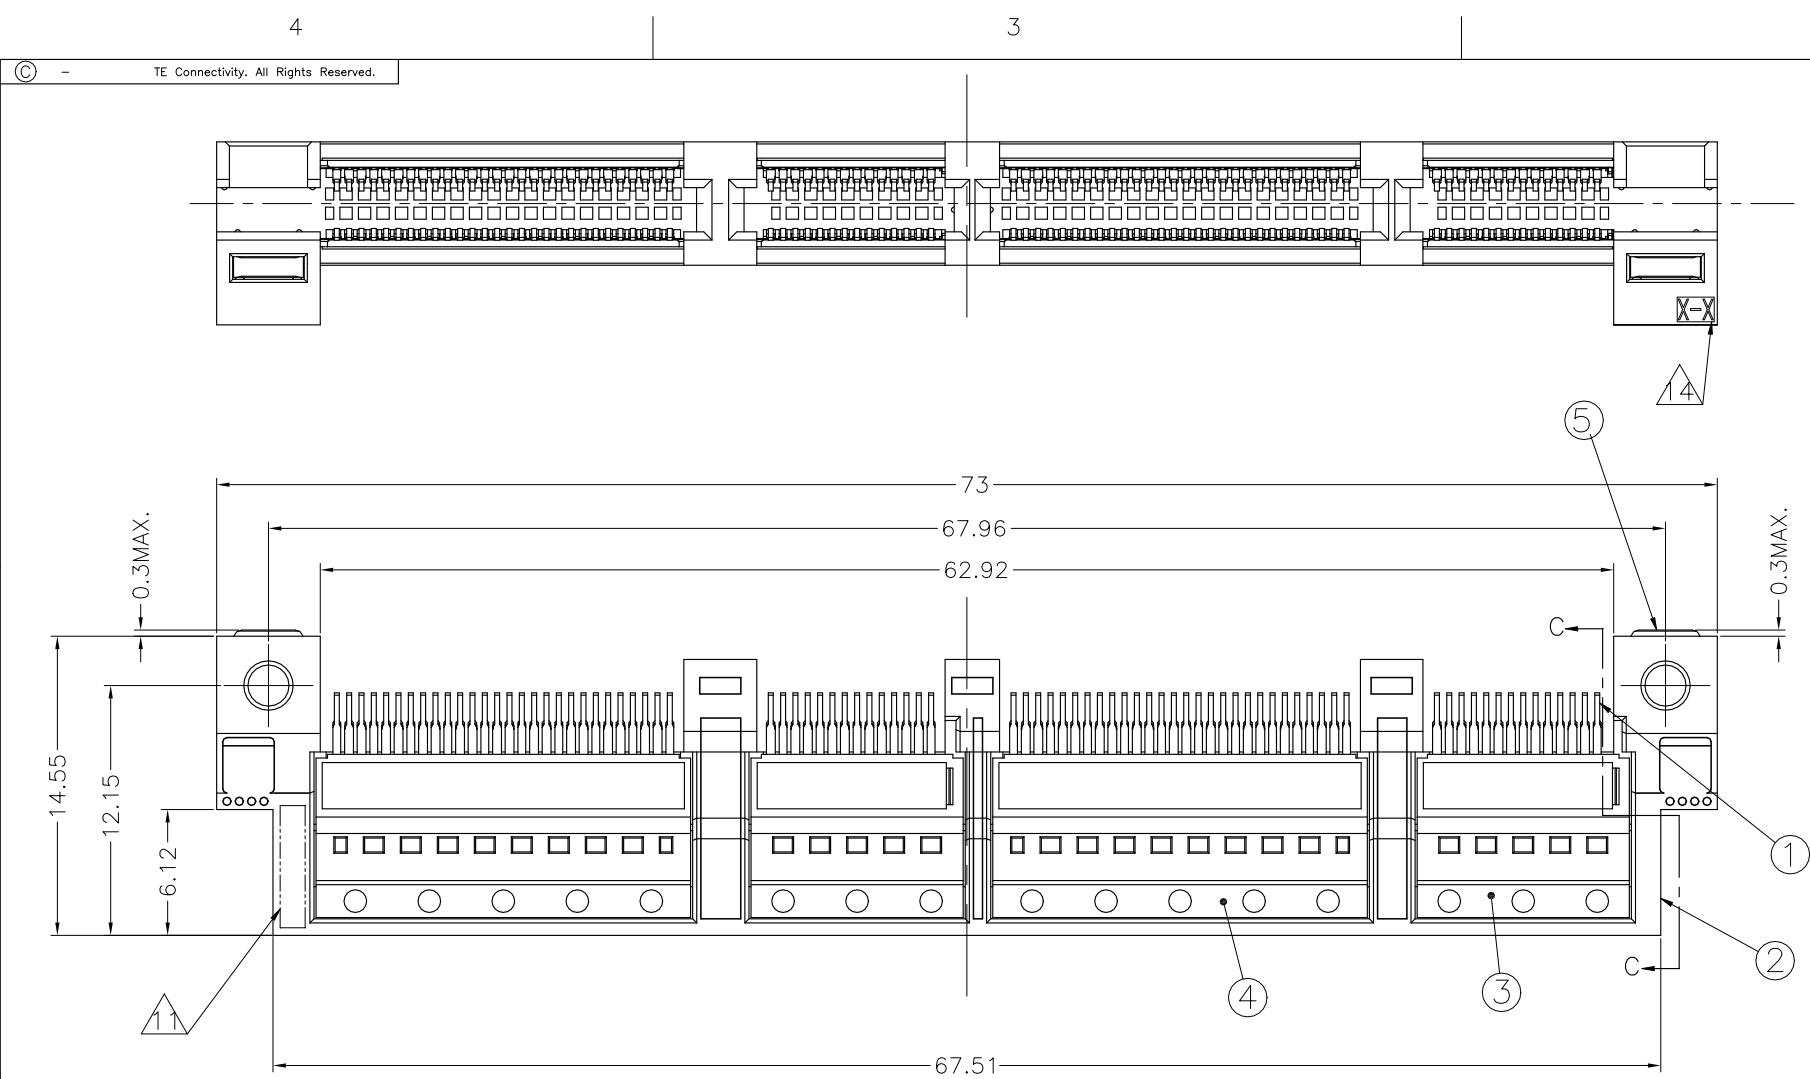 4 3
© - TE Connectivity. All Rights Reserved.
X-X
14
5
73
67.96
62.92
0.3MAX.
0.3MAX.
C
14.55
12.15
6.12
1
2
C
3
4
11
67.51